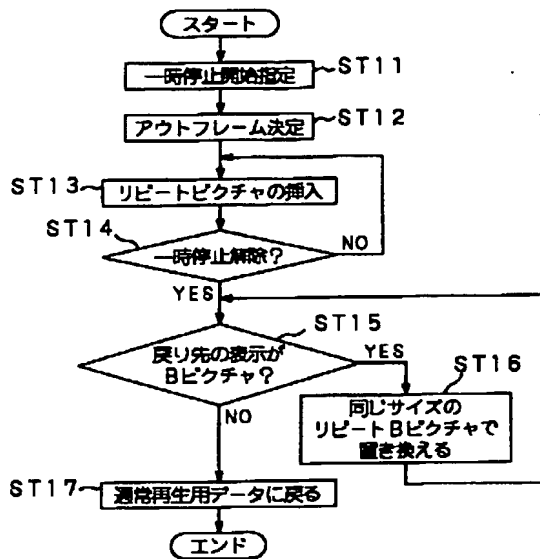 スタート
一時停止開始指定
ST11
アウトフレーム決定
ST12
ST13
リピートピクチャの挿入
ST14
一時停止解除?
NO
YES
ST15
戻り先の表示が
Bピクチャ?
YES
ST16
NO
同じサイズの
リピートBピクチャで
置き換える
ST17
通常再生用データに戻る
エンド